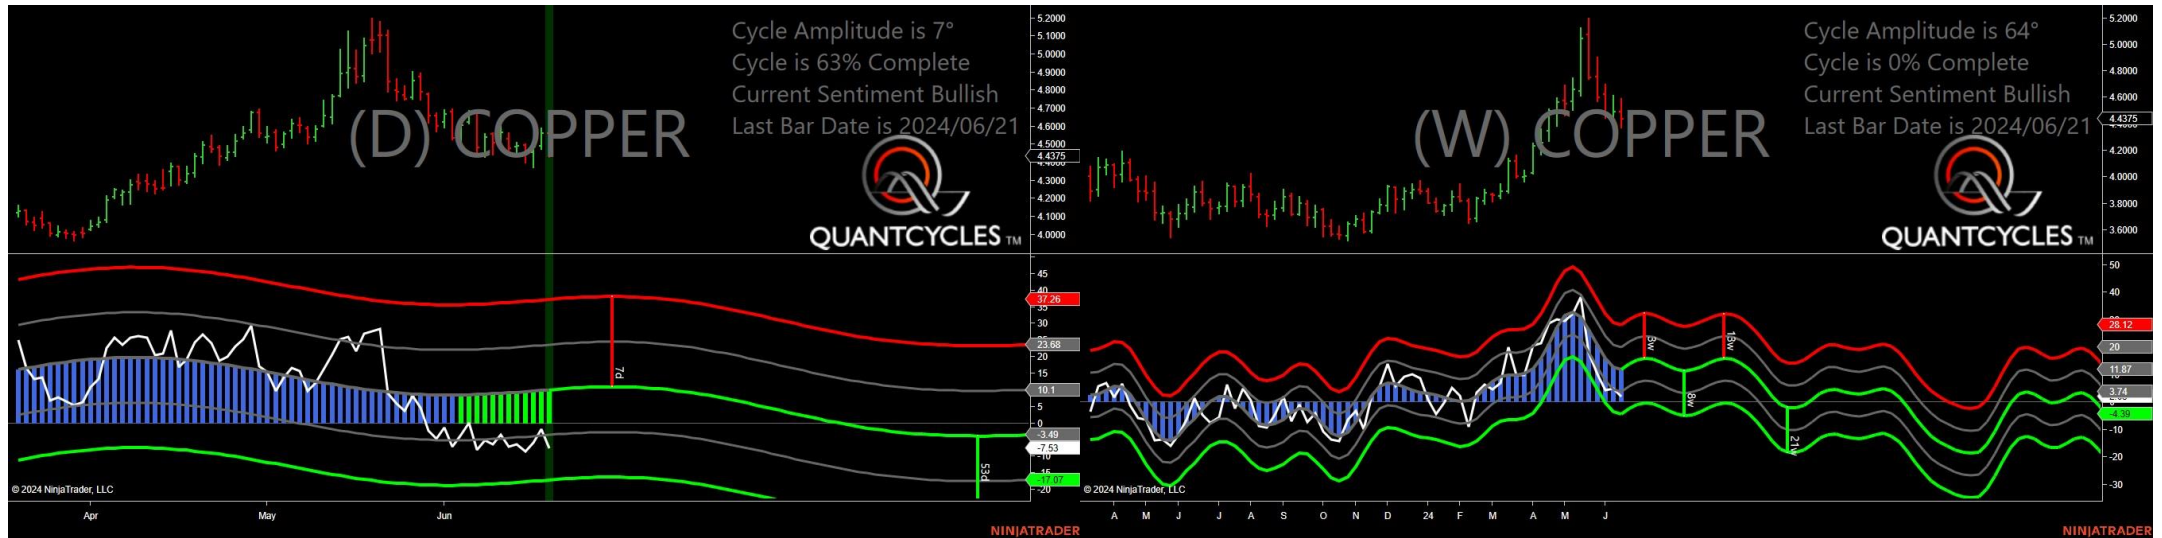 Cycle Amplitude is 7°
Cycle is 63% Complete
Current Sentiment Bullish
Last Bar Date is 2024/06/21
(D) COPPER
QUANTCYCLES TM
5.2000
5.1000
5.0000
4.9000
4.8000
4.7000
4.6000
4.5000
4.4375
4.3000
4.2000
4.1000
4.0000
45
40
37.26
35
30
23.68
20
15
10.1
5
0
-3.49
-7.53
-10
-15
-17.07
-20
7d
53d
© 2024 NinjaTrader, LLC
Apr
May
Jun
NINJATRADER
Cycle Amplitude is 64°
Cycle is 0% Complete
Current Sentiment Bullish
Last Bar Date is 2024/06/21
(W) COPPER
QUANTCYCLES TM
5.2000
5.0000
4.8000
4.6000
4.4375
4.2000
4.0000
3.8000
3.6000
50
40
28.12
20
11.87
3.74
-4.39
-10
-20
-30
8w
18w
21w
© 2024 NinjaTrader, LLC
A M J J A S O N D 24 F M A M J
NINJATRADER